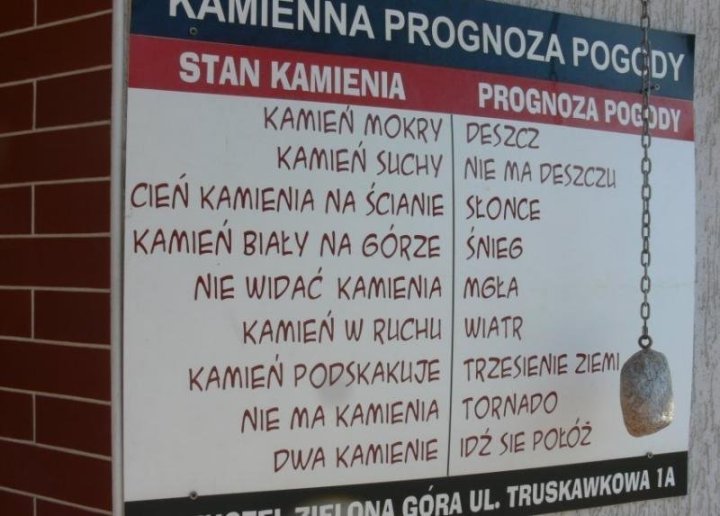 KAMIENNA PROGNOZA POGODY
STAN KAMIENIA PROGNOZA POGODY
KAMIEŃ MOKRY DESZCZ
KAMIEŃ SUCHY NIE MA DESZCZU
CIEŃ KAMIENIA NA ŚCIANIE SŁONCE
KAMIEŃ BIAŁY NA GÓRZE ŚNIEG
NIE WIDAĆ KAMIENIA MGŁA
KAMIEŃ W RUCHU WIATR
KAMIEŃ PODSKAKUJE TRZESIENIE ZIEMI
NIE MA KAMIENIA TORNADO
DWA KAMIENIE IDŹ SIE POŁÓŻ
ZIELONA GÓRA UL. TRUSKAWKOWA 1A